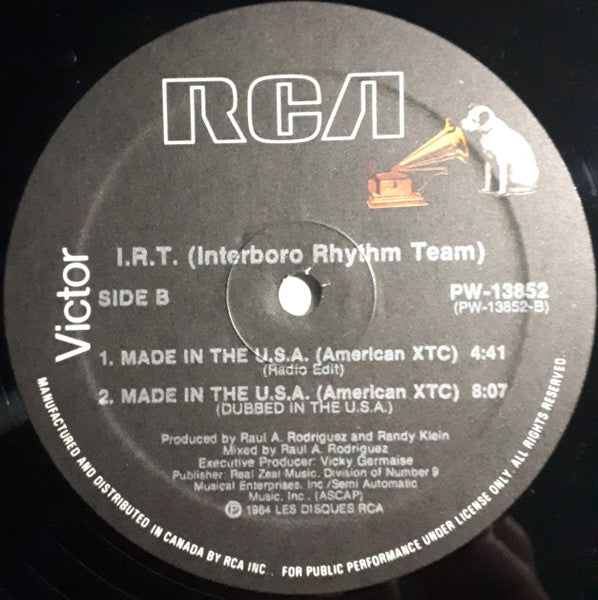 RCA
Victor
I.R.T. (Interboro Rhythm Team)
SIDE B
PW-13852
(PW-13852-B)
1. MADE IN THE U.S.A. (American XTC) 4:41
(Radio Edit)
2. MADE IN THE U.S.A. (American XTC) 8:07
(DUBBED IN THE U.S.A.)
Produced by Raul A. Rodriguez and Randy Klein
Mixed by Raul A. Rodriguez
Executive Producer: Vicky Germaise
Publisher: Real Zeal Music. Division of Number 9
Musical Enterprises. Inc./Semi Automatic
Music. Inc. (ASCAP)
℗ 1984 LES DISQUES RCA
MANUFACTURED AND DISTRIBUTED IN CANADA BY RCA INC.. FOR PUBLIC PERFORMANCE UNDER LICENSE ONLY. ALL RIGHTS RESERVED